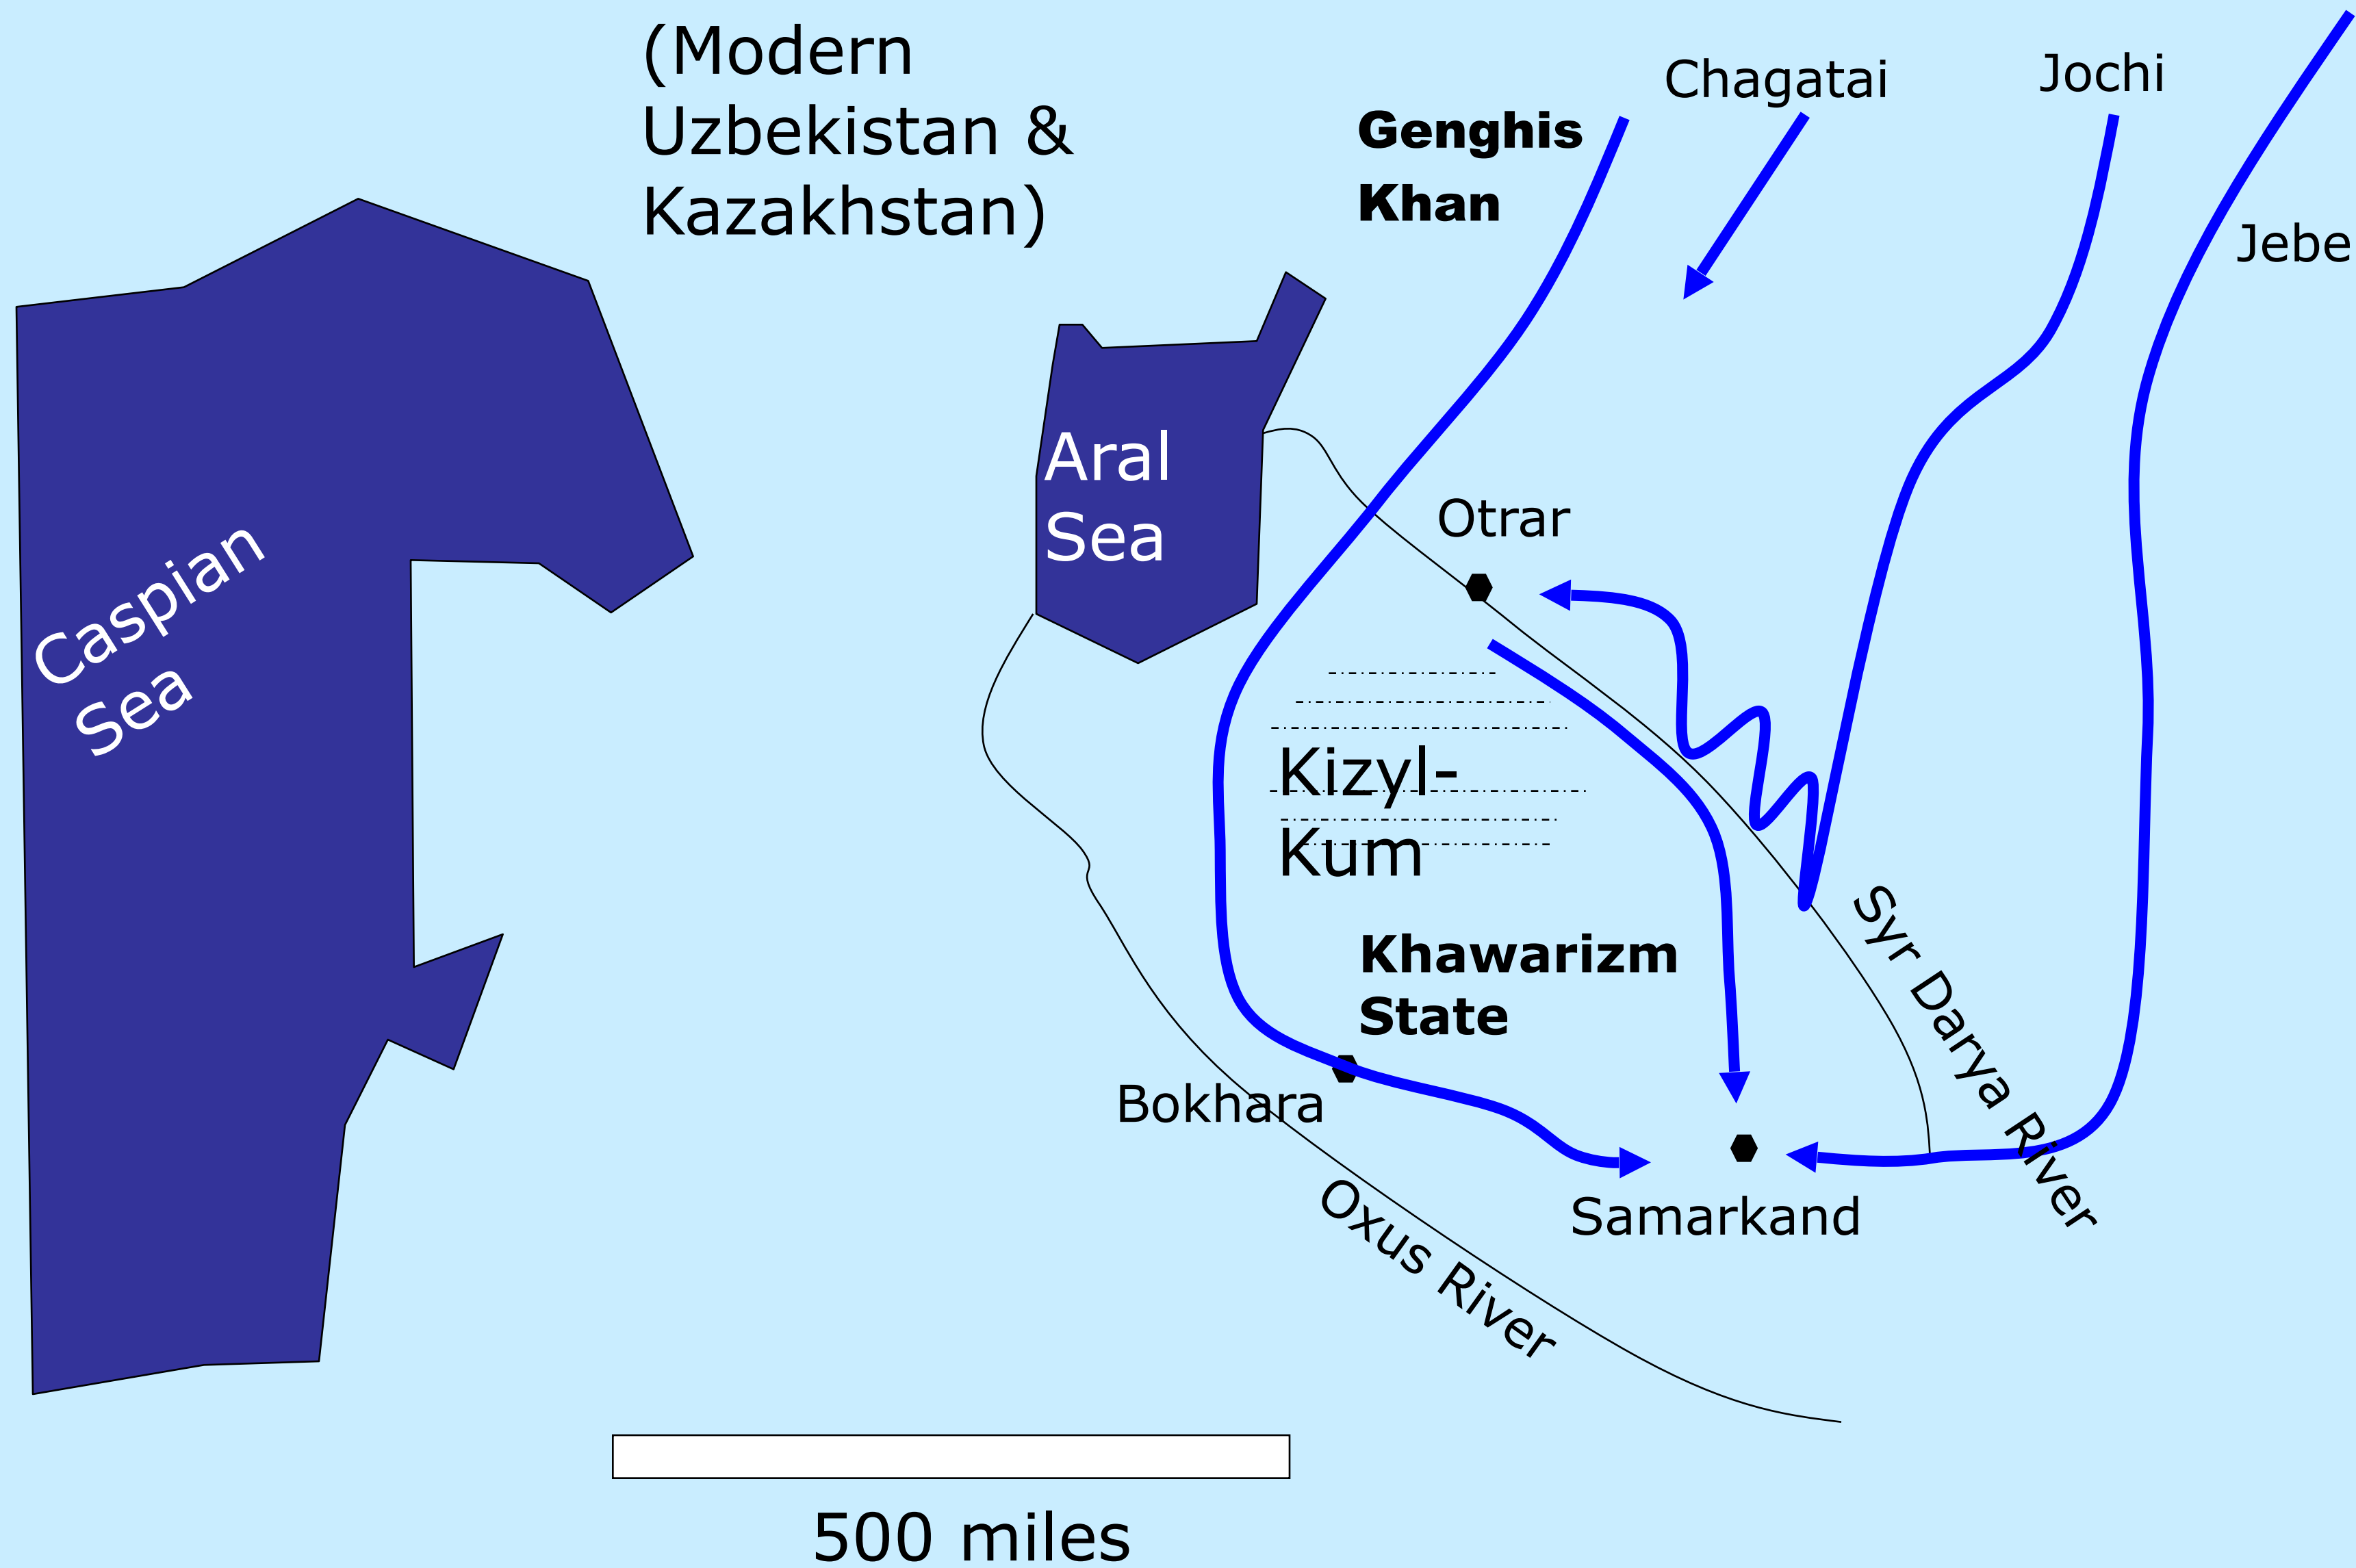 (Modern
Uzbekistan &
Kazakhstan)
Genghis
Khan
Chagatai
Jochi
Jebe
Aral
Sea
Otrar
Caspian
Sea
Kizyl-
Kum
Khawarizm
State
Syr Darya River
Bokhara
Samarkand
Oxus River
500 miles